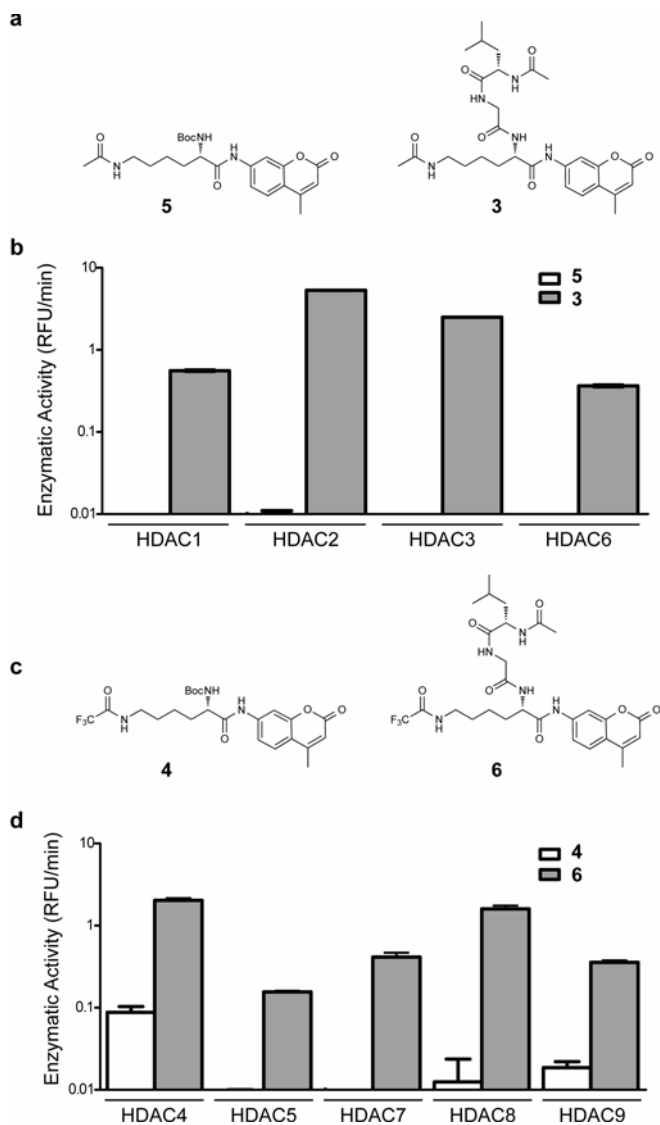 a
O
N
H
BocHN
O
H
N
O
O
5
O
H
N
O
NH
O
H
N
O
N
H
O
H
N
O
O
3
b
Enzymatic Activity (RFU/min)
10
1
0.1
0.01
5
3
HDAC1 HDAC2 HDAC3 HDAC6
c
O
F3C
N
H
BocNH
O
H
N
O
O
4
O
H
N
O
HN
O
H
N
O
F3C
N
H
O
H
N
O
O
6
d
Enzymatic Activity (RFU/min)
10
1
0.1
0.01
4
6
HDAC4 HDAC5 HDAC7 HDAC8 HDAC9